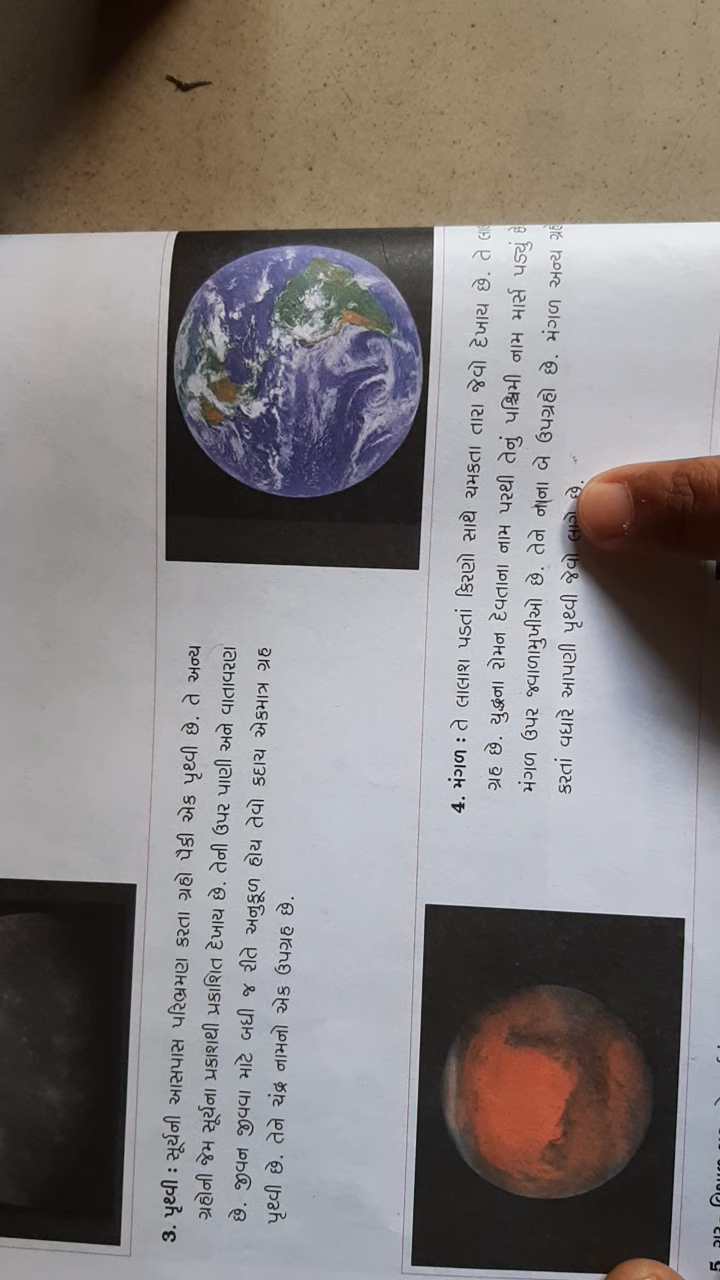 3. પૃથ્વી : સૂર્યની આસપાસ પરિભ્રમણ કરતા ગ્રહો પૈકી એક પૃથ્વી છે. તે અન્ય
ગ્રહોની જેમ સૂર્યના પ્રકાશથી પ્રકાશિત દેખાય છે. તેની ઉપર પાણી અને વાતાવરણ
છે. જીવન જીવવા માટે બધી જ રીતે અનુકૂળ હોય તેવો કદાચ એકમાત્ર ગ્રહ
પૃથ્વી છે. તેને ચંદ્ર નામનો એક ઉપગ્રહ છે.
4. મંગળ : તે લાલાશ પડતાં કિરણો સાથે ચમકતા તારા જેવો દેખાય છે. તે
ગ્રહ છે. યુદ્ધના રોમન દેવતાના નામ પરથી તેનું પશ્ચિમી નામ માર્સ પડ્યું
મંગળ ઉપર જ્વાળામુખીઓ છે. તેને નાના બે ઉપગ્રહો છે. મંગળ અન્ય
કરતાં વધારે આપણી પૃથ્વી જેવો લાગે છે.
5.